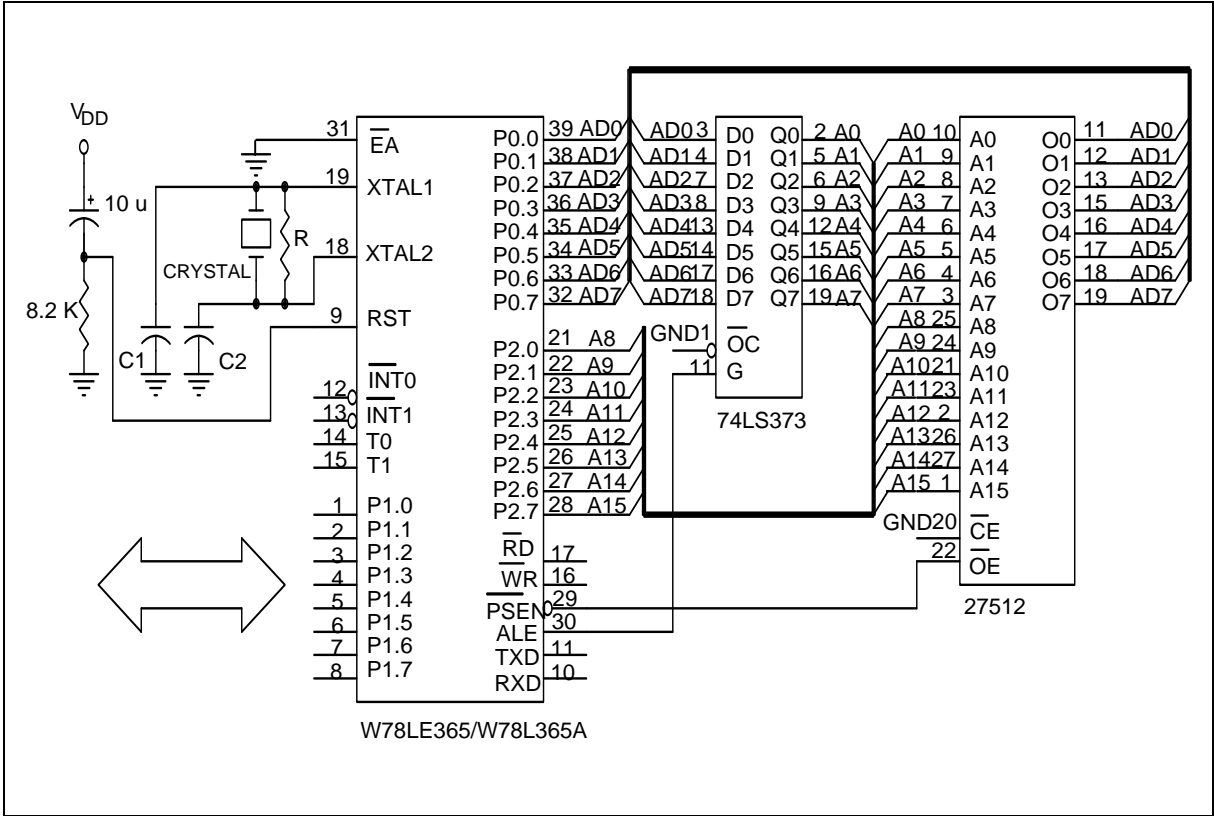 VDD
10 u
8.2 K
C1
C2
CRYSTAL
R
31 EA
19 XTAL1
18 XTAL2
9 RST
12 INT0
13 INT1
14 T0
15 T1
1 P1.0
2 P1.1
3 P1.2
4 P1.3
5 P1.4
6 P1.5
7 P1.6
8 P1.7
P0.0 39 AD0
P0.1 38 AD1
P0.2 37 AD2
P0.3 36 AD3
P0.4 35 AD4
P0.5 34 AD5
P0.6 33 AD6
P0.7 32 AD7
P2.0 21 A8
P2.1 22 A9
P2.2 23 A10
P2.3 24 A11
P2.4 25 A12
P2.5 26 A13
P2.6 27 A14
P2.7 28 A15
RD 17
WR 16
PSEN 29
ALE 30
TXD 11
RXD 10
W78LE365/W78L365A
AD0 3 D0 Q0 2 A0
AD1 4 D1 Q1 5 A1
AD2 7 D2 Q2 6 A2
AD3 8 D3 Q3 9 A3
AD4 13 D4 Q4 12 A4
AD5 14 D5 Q5 15 A5
AD6 17 D6 Q6 16 A6
AD7 18 D7 Q7 19 A7
GND 1 OC
11 G
74LS373
A0 10 A0 O0 11 AD0
A1 9 A1 O1 12 AD1
A2 8 A2 O2 13 AD2
A3 7 A3 O3 15 AD3
A4 6 A4 O4 16 AD4
A5 5 A5 O5 17 AD5
A6 4 A6 O6 18 AD6
A7 3 A7 O7 19 AD7
A8 25 A8
A9 24 A9
A10 21 A10
A11 23 A11
A12 2 A12
A13 26 A13
A14 27 A14
A15 1 A15
GND 20 CE
22 OE
27512